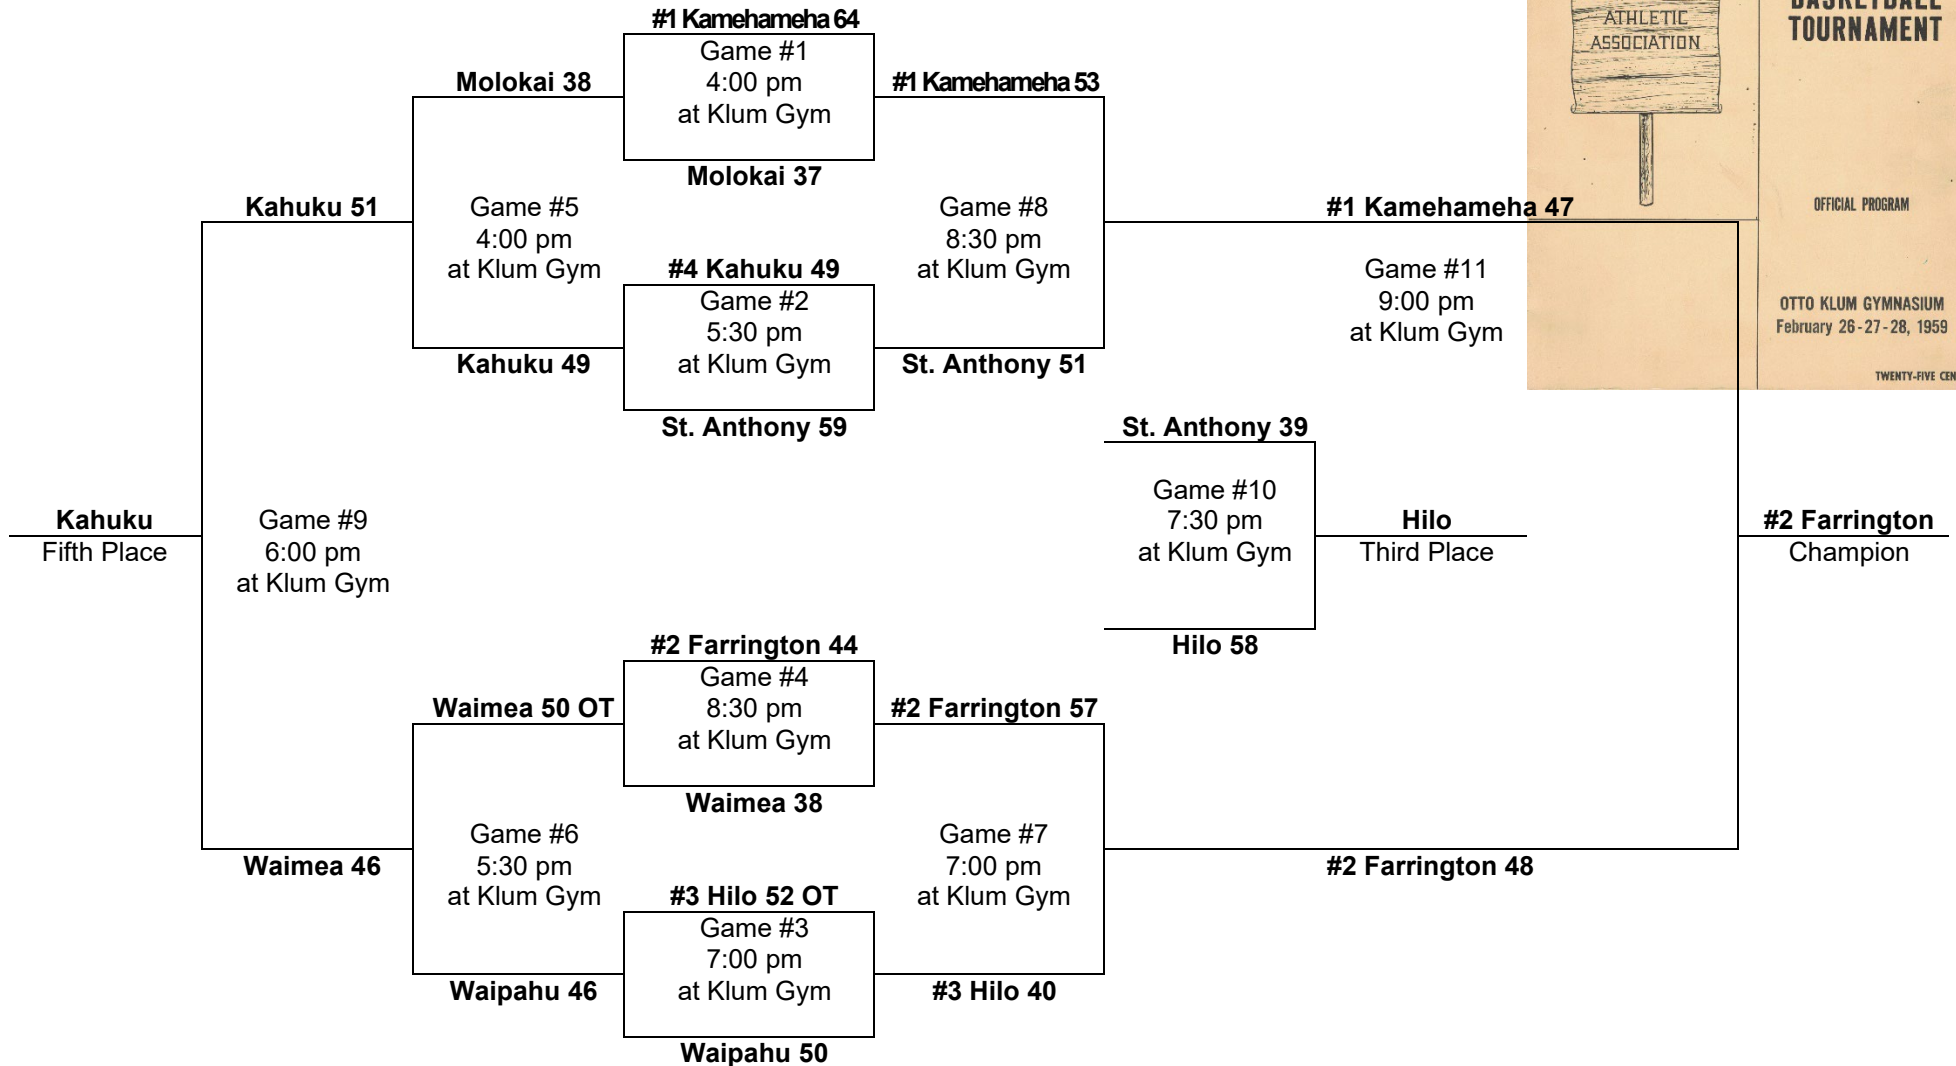 #1 Kamehameha 64
Game #1
4:00 pm
at Klum Gym
Molokai 37
Molokai 38
#1 Kamehameha 53
Kahuku 51
Game #5
4:00 pm
at Klum Gym
Game #8
8:30 pm
at Klum Gym
#1 Kamehameha 47
#4 Kahuku 49
Game #2
5:30 pm
at Klum Gym
St. Anthony 59
Kahuku 49
St. Anthony 51
Game #11
9:00 pm
at Klum Gym
St. Anthony 39
Game #10
7:30 pm
at Klum Gym
Hilo 58
Kahuku
Fifth Place
Game #9
6:00 pm
at Klum Gym
Hilo
Third Place
#2 Farrington
Champion
#2 Farrington 44
Game #4
8:30 pm
at Klum Gym
Waimea 38
Waimea 50 OT
#2 Farrington 57
Waimea 46
Game #6
5:30 pm
at Klum Gym
Game #7
7:00 pm
at Klum Gym
#2 Farrington 48
#3 Hilo 52 OT
Game #3
7:00 pm
at Klum Gym
Waipahu 50
Waipahu 46
#3 Hilo 40
ATHLETIC
ASSOCIATION
BASKETBALL
TOURNAMENT
OFFICIAL PROGRAM
OTTO KLUM GYMNASIUM
February 26-27-28, 1959
TWENTY-FIVE CEN